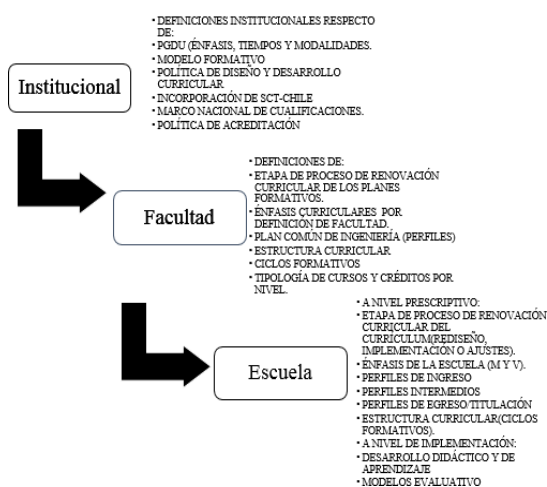 • DEFINICIONES INSTITUCIONALES RESPECTO
DE:
• PGDU (ÉNFASIS, TIEMPOS Y MODALIDADES.
• MODELO FORMATIVO
• POLÍTICA DE DISEÑO Y DESARROLLO
CURRICULAR
• INCORPORACIÓN DE SCT-CHILE
• MARCO NACIONAL DE CUALIFICACIONES.
• POLÍTICA DE ACREDITACIÓN
Institucional
• DEFINICIONES DE:
• ETAPA DE PROCESO DE RENOVACIÓN
CURRICULAR DE LOS PLANES
FORMATIVOS.
• ÉNFASIS CURRICULARES POR
DEFINICIÓN DE FACULTAD.
• PLAN COMÚN DE INGENIERÍA (PERFILES)
• ESTRUCTURA CURRICULAR
• CICLOS FORMATIVOS
• TIPOLOGÍA DE CURSOS Y CRÉDITOS POR
NIVEL.
Facultad
• A NIVEL PRESCRIPTIVO:
• ETAPA DE PROCESO DE RENOVACIÓN
CURRICULAR DEL
CURRÍCULUM(REDISEÑO,
IMPLEMENTACIÓN O AJUSTES).
• ÉNFASIS DE LA ESCUELA (M Y V).
• PERFILES DE INGRESO
• PERFILES INTERMEDIOS
• PERFILES DE EGRESO/TITULACIÓN
• ESTRUCTURA CURRICULAR(CICLOS
FORMATIVOS).
• A NIVEL DE IMPLEMENTACIÓN:
• DESARROLLO DIDÁCTICO Y DE
APRENDIZAJE
• MODELOS EVALUATIVO
Escuela